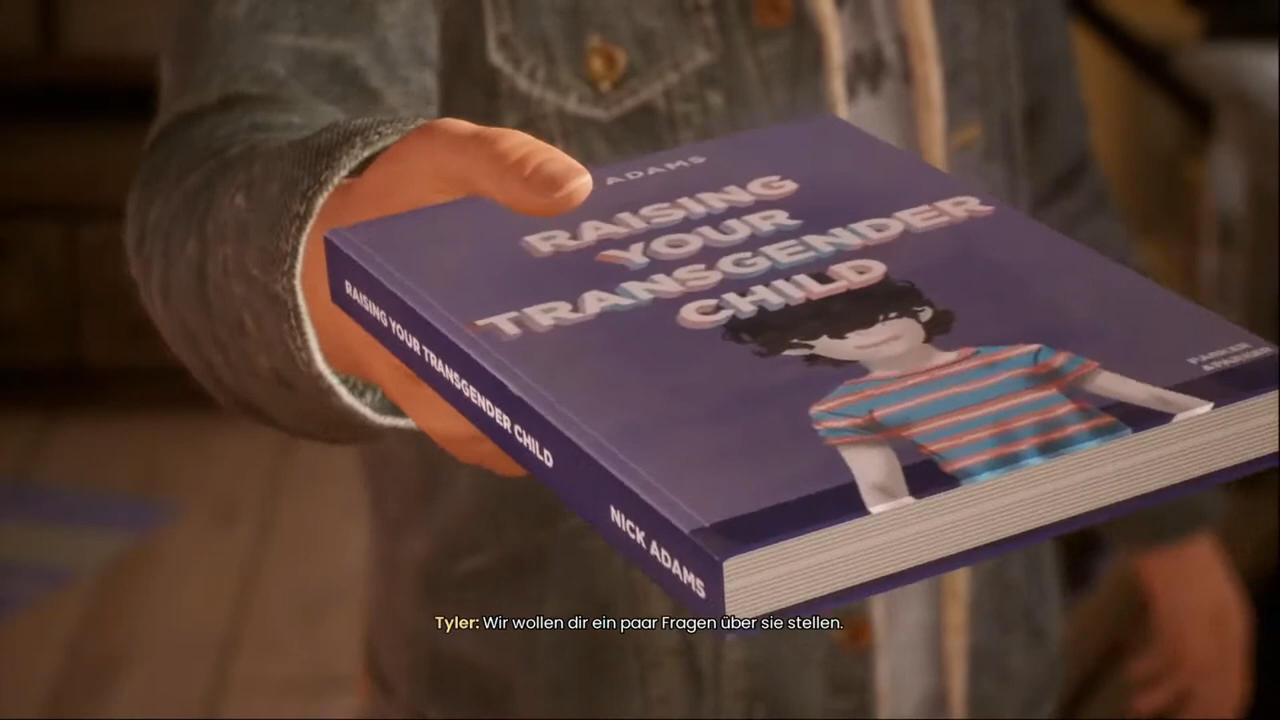 ADAMS
RAISING
YOUR
TRANSGENDER
CHILD
RAISING YOUR TRANSGENDER CHILD
NICK ADAMS
Tyler: Wir wollen dir ein paar Fragen über sie stellen.